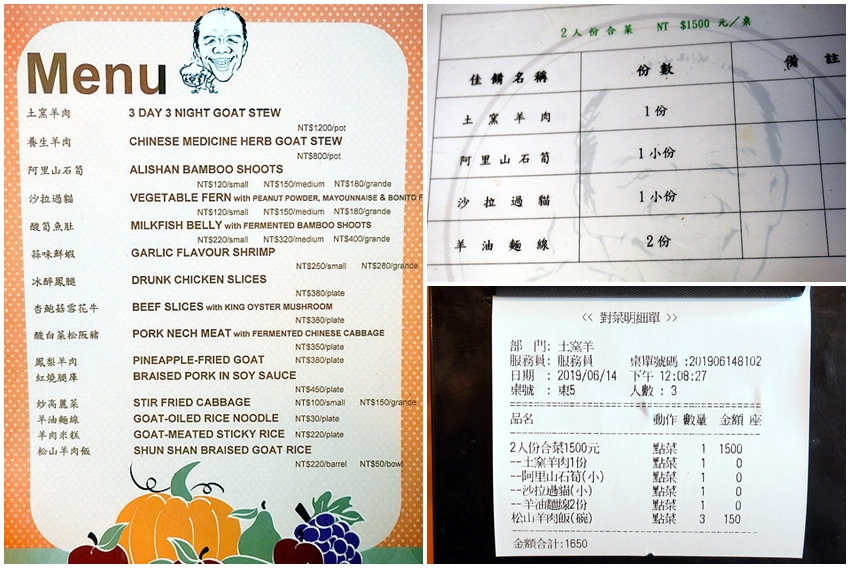 Menu
土窯羊肉 3 DAY 3 NIGHT GOAT STEW
NT$1200/pot
養生羊肉 CHINESE MEDICINE HERB GOAT STEW
NT$800/pot
阿里山石筍 ALISHAN BAMBOO SHOOTS
NT$120/small NT$150/medium NT$180/grande
沙拉過貓 VEGETABLE FERN with PEANUT POWDER, MAYOUNNAISE & BONITO F
NT$120/small NT$150/medium NT$180/grande
酸筍魚肚 MILKFISH BELLY with FERMENTED BAMBOO SHOOTS
NT$220/small NT$320/medium NT$400/grande
蒜味鮮蝦 GARLIC FLAVOUR SHRIMP
NT$250/small NT$280/grande
冰醉鳳腿 DRUNK CHICKEN SLICES
NT$380/plate
杏鮑菇雪花牛 BEEF SLICES with KING OYSTER MUSHROOM
NT$380/plate
酸白菜松阪豬 PORK NECH MEAT with FERMENTED CHINESE CABBAGE
NT$350/plate
鳳梨羊肉 PINEAPPLE-FRIED GOAT NT$380/plate
紅燒腿庫 BRAISED PORK IN SOY SAUCE
NT$450/plate
炒高麗菜 STIR FRIED CABBAGE NT$100/small NT$150/grande
羊油麵線 GOAT-OILED RICE NOODLE NT$30/plate
羊肉米糕 GOAT-MEATED STICKY RICE NT$220/plate
松山羊肉飯 SHUN SHAN BRAISED GOAT RICE
NT$220/barrel NT$50/bowl
2人份合菜 NT $1500 元/桌
佳餚名稱 份數 備註
土窯羊肉 1份
阿里山石筍 1小份
沙拉過貓 1小份
羊油麵線 2份
<< 對菜明細單 >>
部 門: 土窯羊
服務員: 服務員 桌單號碼:201906148102
日期 : 2019/06/14 下午 12:08:27
桌號 : 東5 人數 : 3
品名 動作 數量 金額 座
2人份合菜1500元 點菜 1 1500
--土窯羊肉1份 點菜 1 0
--阿里山石筍(小) 點菜 1 0
--沙拉過貓(小) 點菜 1 0
--羊油麵線2份 點菜 1 0
松山羊肉飯(碗) 點菜 3 150
金額合計:1650